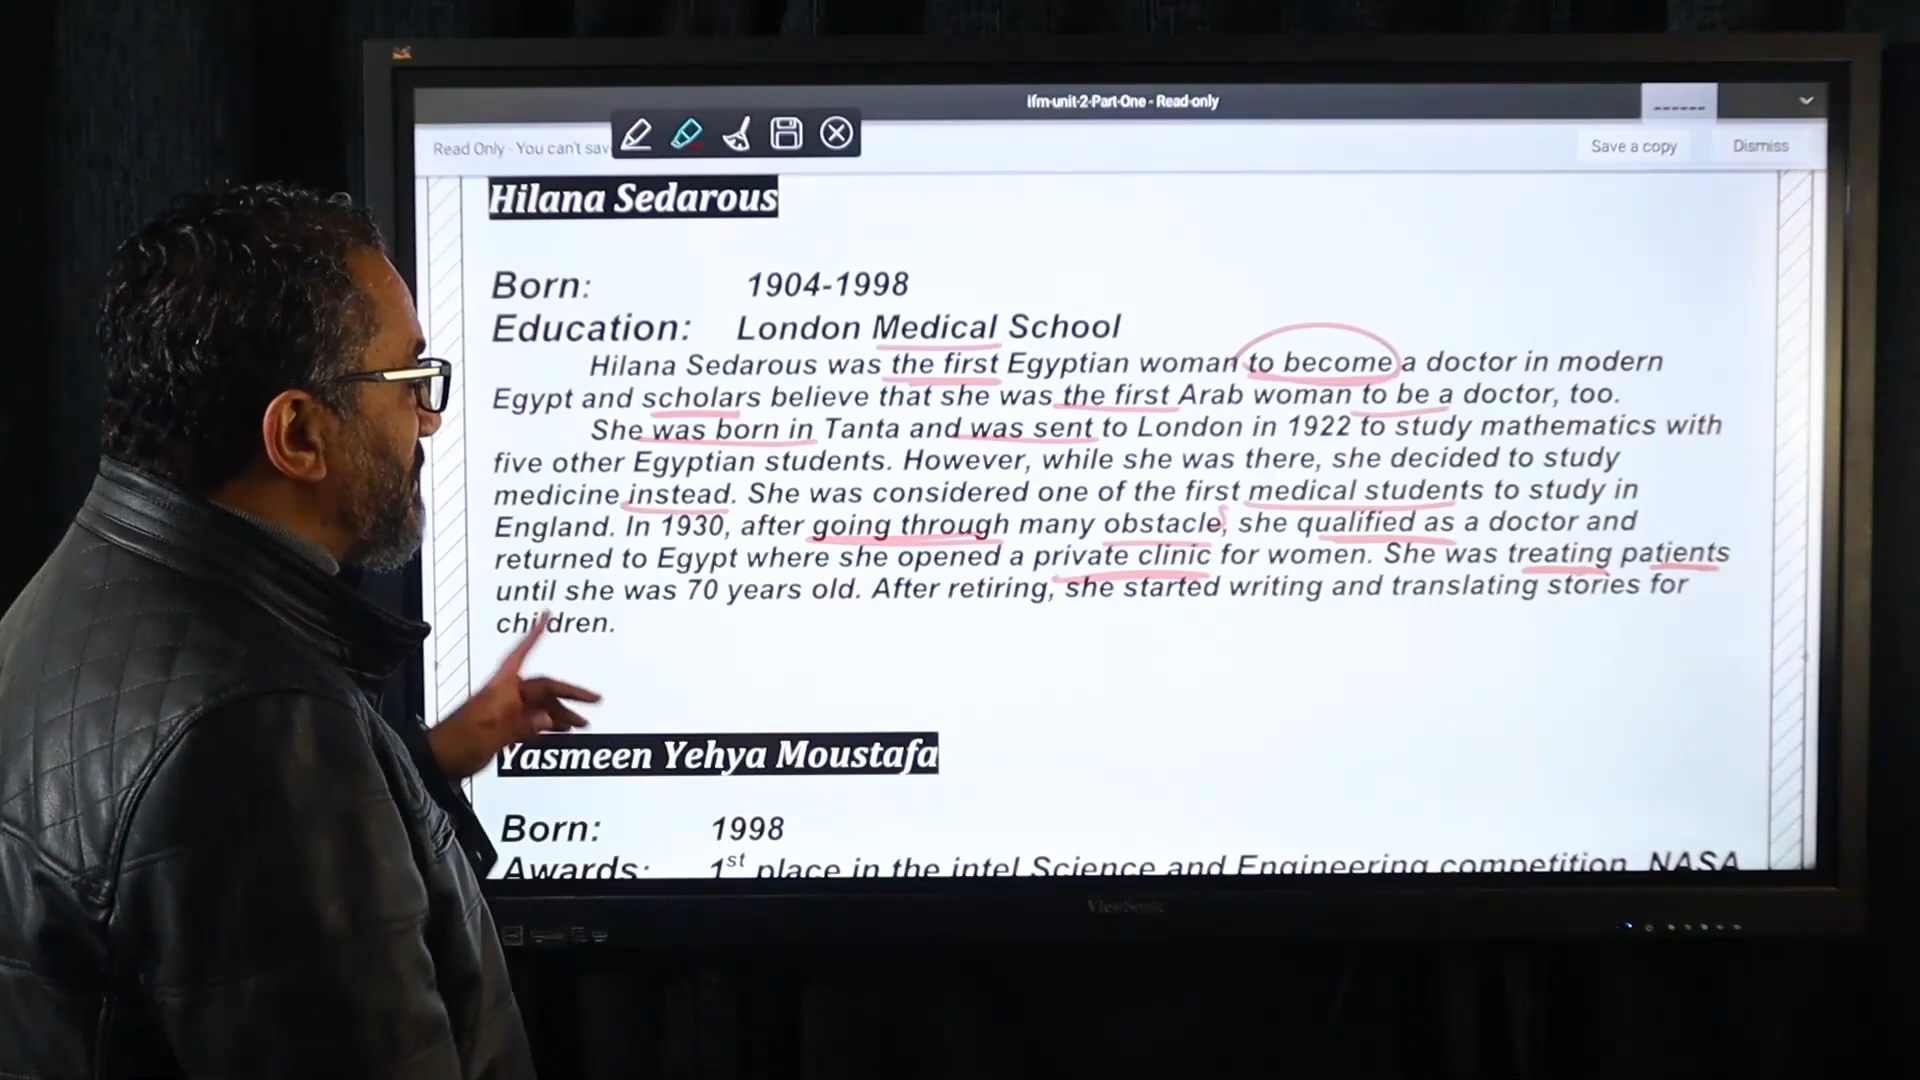 lfm-unit-2-Part-One - Read-only
Read Only - You can't sav
Save a copy
Dismiss
Hilana Sedarous
Born: 1904-1998
Education: London Medical School
Hilana Sedarous was the first Egyptian woman to become a doctor in modern
Egypt and scholars believe that she was the first Arab woman to be a doctor, too.
She was born in Tanta and was sent to London in 1922 to study mathematics with
five other Egyptian students. However, while she was there, she decided to study
medicine instead. She was considered one of the first medical students to study in
England. In 1930, after going through many obstacle, she qualified as a doctor and
returned to Egypt where she opened a private clinic for women. She was treating patients
until she was 70 years old. After retiring, she started writing and translating stories for
children.
Yasmeen Yehya Moustafa
Born: 1998
Awards: 1st place in the intel Science and Engineering competition, NASA
ViewSonic